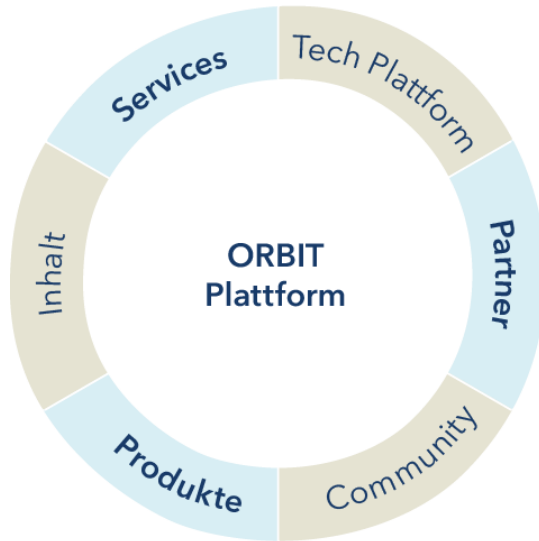 Services
Tech Plattform
Partner
Community
Produkte
Inhalt
ORBIT
Plattform